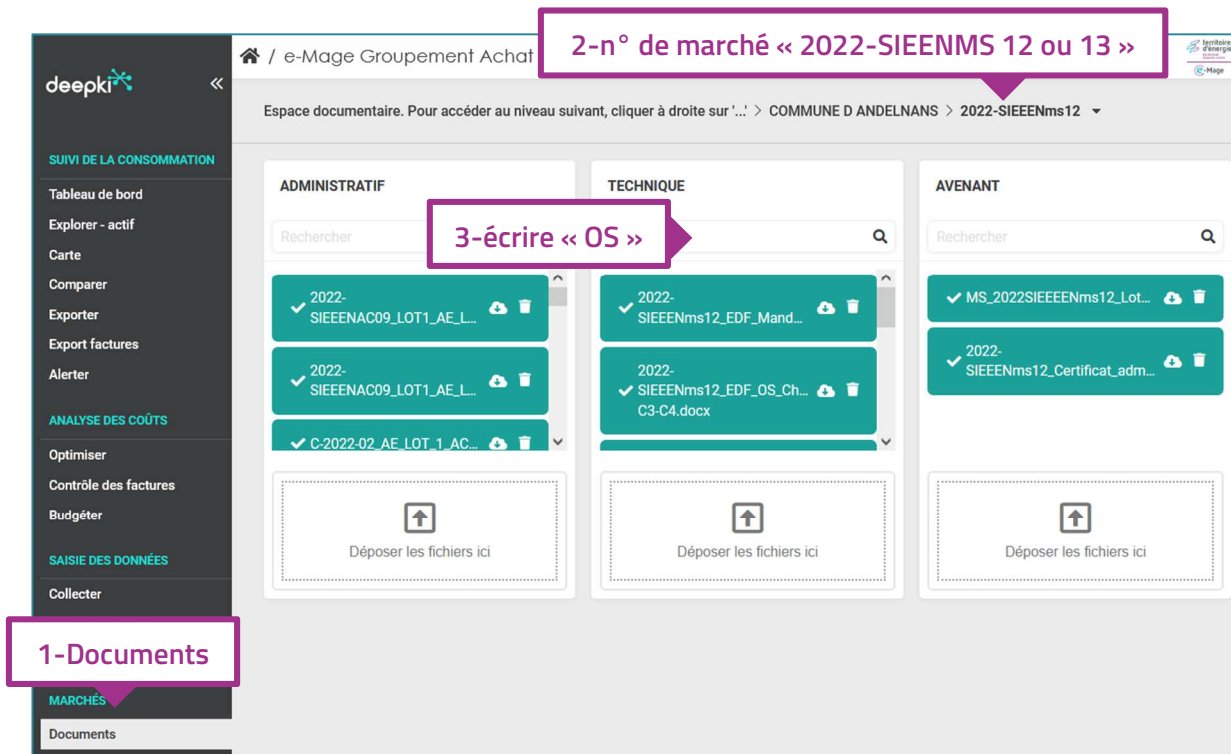 2-n° de marché « 2022-SIEENMS 12 ou 13 »
/ e-Mage Groupement Achat
territoire
d'énergie
e-Mage
deepki
«
Espace documentaire. Pour accéder au niveau suivant, cliquer à droite sur '...' > COMMUNE D ANDELNANS > 2022-SIEEENms12
SUIVI DE LA CONSOMMATION
Tableau de bord
Explorer - actif
Carte
Comparer
Exporter
Export factures
Alerter
ANALYSE DES COÛTS
Optimiser
Contrôle des factures
Budgéter
SAISIE DES DONNÉES
Collecter
1-Documents
MARCHÉS
Documents
ADMINISTRATIF
Rechercher
2022-
SIEEENAC09_LOT1_AE_L...
2022-
SIEEENAC09_LOT1_AE_L...
C-2022-02_AE_LOT_1_AC...
Déposer les fichiers ici
TECHNIQUE
3-écrire « OS »
2022-
SIEEENms12_EDF_Mand...
2022-
SIEEENms12_EDF_OS_Ch...
C3-C4.docx
Déposer les fichiers ici
AVENANT
Rechercher
MS_2022SIEEEENms12_Lot...
2022-
SIEEENms12_Certificat_adm...
Déposer les fichiers ici